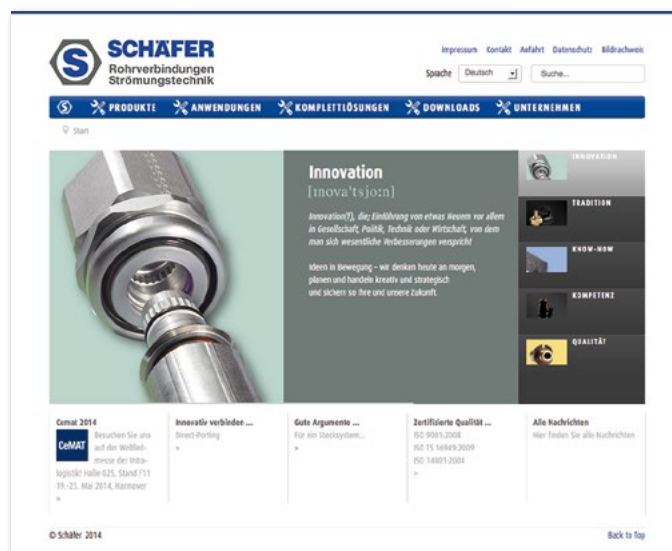 SCHÄFER
Rohrverbindungen
Strömungstechnik
Impressum Kontakt Anfahrt Datenschutz Bildrachweis
Sprache Deutsch Suche...
S PRODUKTE ANWENDUNGEN KOMPLETTLÖSUNGEN DOWNLOADS UNTERNEHMEN
Start
Innovation
[ɪnovaˈtsjoːn]
Innovation(f), die; Einführung von etwas Neuem vor allem
in Gesellschaft, Politik, Technik oder Wirtschaft, von dem
man sich wesentliche Verbesserungen verspricht
Ideen in Bewegung – wir denken heute an morgen,
planen und handeln kreativ und strategisch
und sichern so Ihre und unsere Zukunft.
INNOVATION
TRADITION
KNOW-HOW
KOMPETENZ
QUALITÄT
Cemat 2014
CeMAT
Besuchen Sie uns
auf der Weltleit-
messe der Intra-
logistik! Halle 025, Stand F11
19.-23. Mai 2014, Hannover
>
Innovativ verbinden ...
Direct-Porting
>
Gute Argumente ...
Für ein Stecksystem...
>
Zertifizierte Qualität ...
ISO 9001:2008
ISO TS 16949:2009
ISO 14001:2004
>
Alle Nachrichten
Hier finden Sie alle Nachrichten
© Schäfer 2014
Back to Top